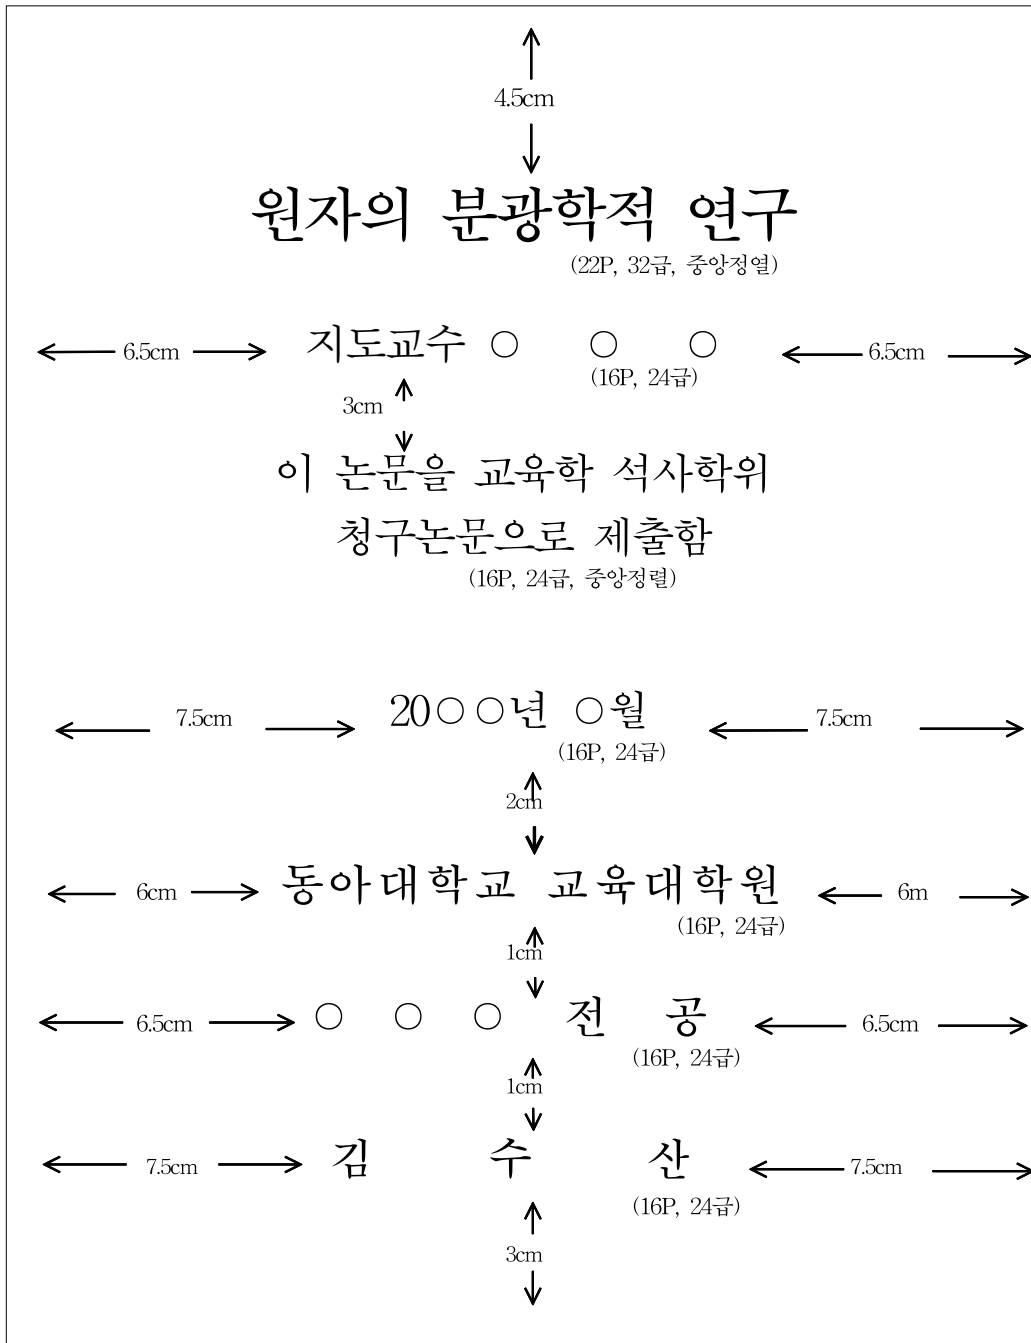 4.5cm
원자의 분광학적 연구
(22P, 32급, 중앙정열)
6.5cm 지도교수 ○ ○ ○ 6.5cm
(16P, 24급)
3cm
이 논문을 교육학 석사학위
청구논문으로 제출함
(16P, 24급, 중앙정렬)
7.5cm 20○○년 ○월 7.5cm
(16P, 24급)
2cm
6cm 동아대학교 교육대학원 6m
(16P, 24급)
1cm
6.5cm ○ ○ ○ 전 공 6.5cm
(16P, 24급)
1cm
7.5cm 김 수 산 7.5cm
(16P, 24급)
3cm